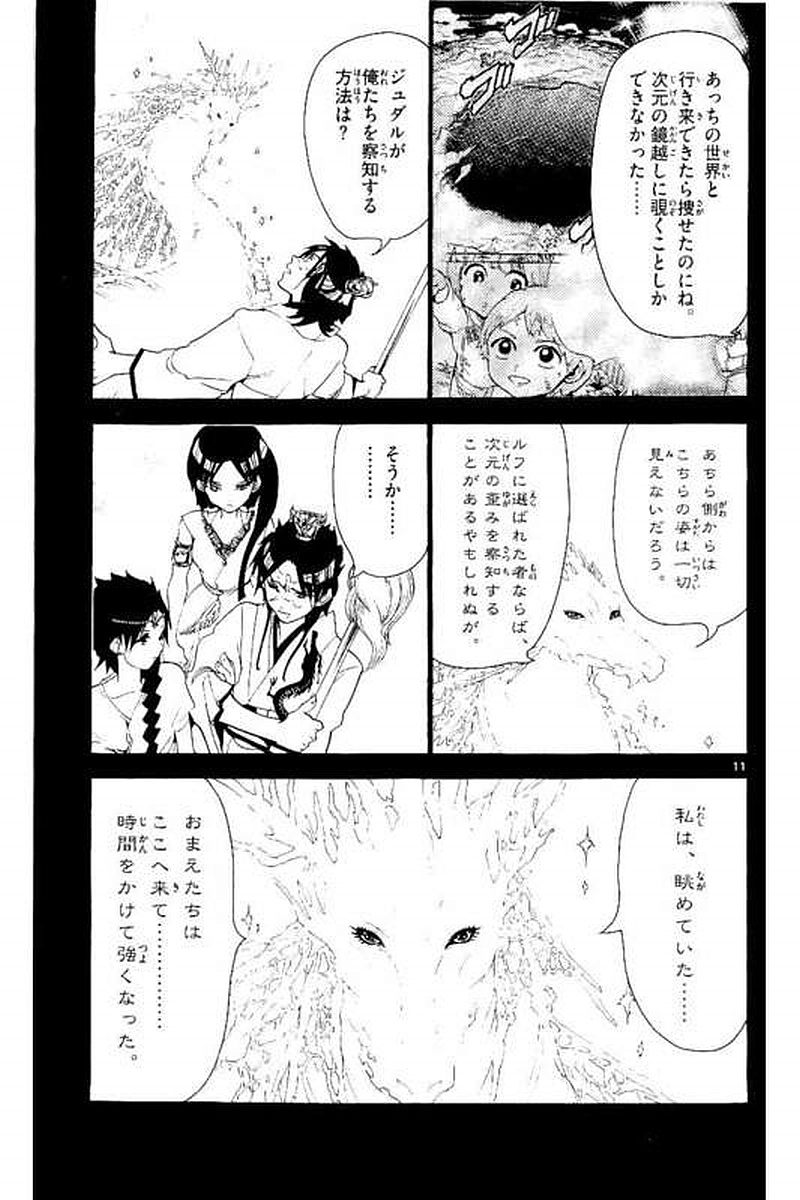 あっちの世界と
行き来できたら捜せたのにね。
次元の鏡越しに覗くことしか
できなかった……
ゴゴゴ
ジュダルが
俺たちを察知する
方法は？
あちら側からは
こちらの姿は一切
見えないだろう。
ルフに選ばれた者ならば、
次元の歪みを察知する
ことがあるやもしれぬが。
そうか……
………
11
私は、眺めていた……
おまえたちは
ここへ来て…………
時間をかけて強くなった。